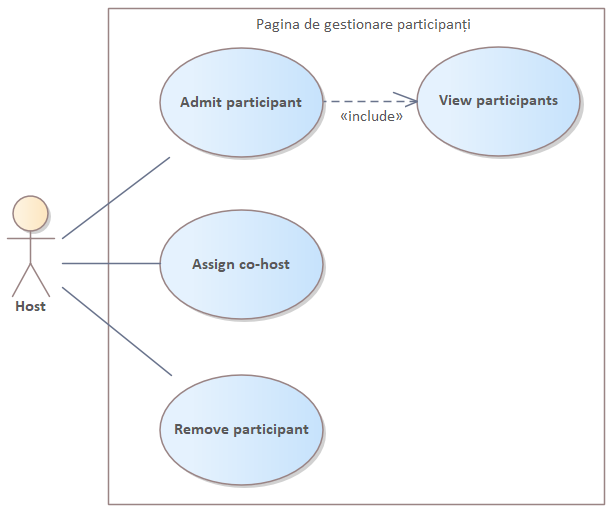 Pagina de gestionare participanți
Admit participant
View participants
«include»
Assign co-host
Host
Remove participant